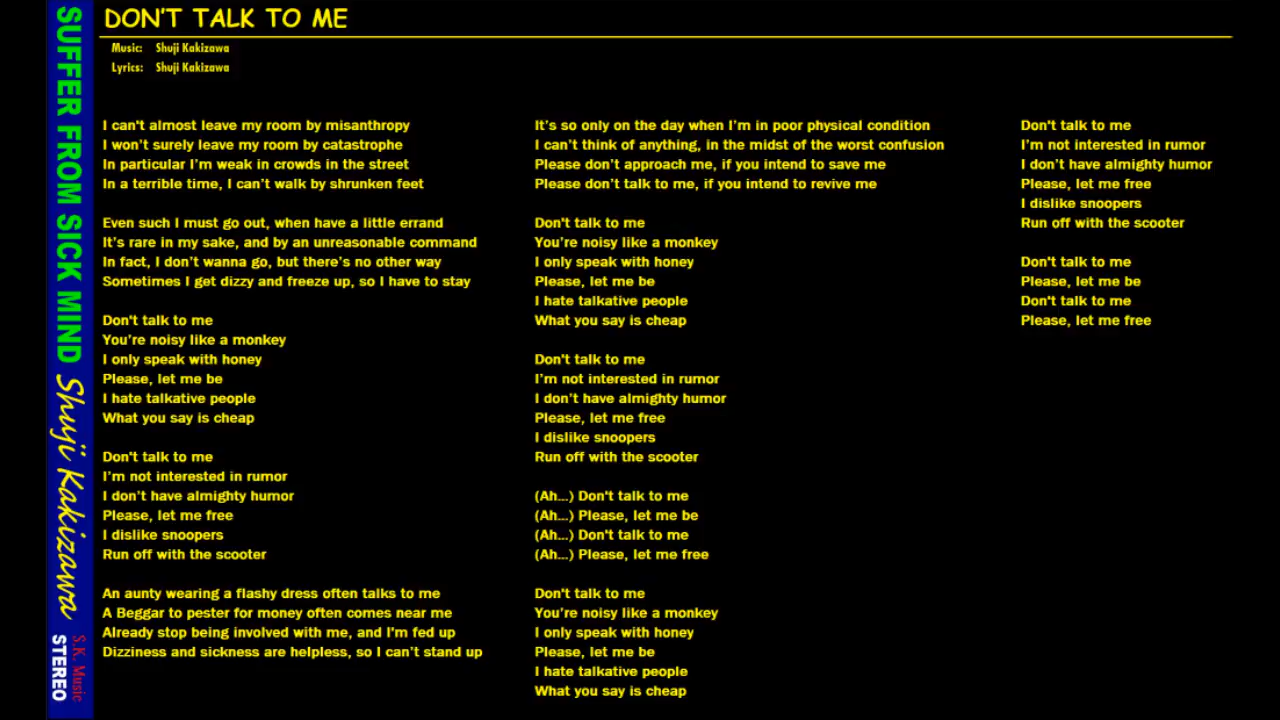 SUFFER FROM SICK MIND Shuji Kakizawa S.K. Music STEREO
DON'T TALK TO ME
Music: Shuji Kakizawa
Lyrics: Shuji Kakizawa
I can't almost leave my room by misanthropy
I won't surely leave my room by catastrophe
In particular I'm weak in crowds in the street
In a terrible time, I can't walk by shrunken feet
Even such I must go out, when have a little errand
It's rare in my sake, and by an unreasonable command
In fact, I don't wanna go, but there's no other way
Sometimes I get dizzy and freeze up, so I have to stay
Don't talk to me
You're noisy like a monkey
I only speak with honey
Please, let me be
I hate talkative people
What you say is cheap
Don't talk to me
I'm not interested in rumor
I don't have almighty humor
Please, let me free
I dislike snoopers
Run off with the scooter
An aunty wearing a flashy dress often talks to me
A Beggar to pester for money often comes near me
Already stop being involved with me, and I'm fed up
Dizziness and sickness are helpless, so I can't stand up
It's so only on the day when I'm in poor physical condition
I can't think of anything, in the midst of the worst confusion
Please don't approach me, if you intend to save me
Please don't talk to me, if you intend to revive me
Don't talk to me
You're noisy like a monkey
I only speak with honey
Please, let me be
I hate talkative people
What you say is cheap
Don't talk to me
I'm not interested in rumor
I don't have almighty humor
Please, let me free
I dislike snoopers
Run off with the scooter
(Ah...) Don't talk to me
(Ah...) Please, let me be
(Ah...) Don't talk to me
(Ah...) Please, let me free
Don't talk to me
You're noisy like a monkey
I only speak with honey
Please, let me be
I hate talkative people
What you say is cheap
Don't talk to me
I'm not interested in rumor
I don't have almighty humor
Please, let me free
I dislike snoopers
Run off with the scooter
Don't talk to me
Please, let me be
Don't talk to me
Please, let me free